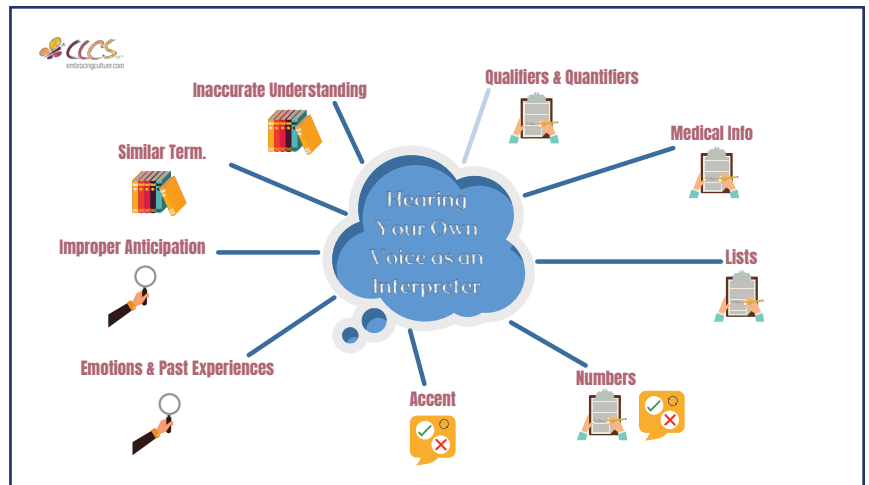 CLCS
embracingculture.com
Inaccurate Understanding
Qualifiers & Quantifiers
Similar Term.
Medical Info
Hearing
Your Own
Voice as an
Interpreter
Improper Anticipation
Lists
Emotions & Past Experiences
Accent
Numbers